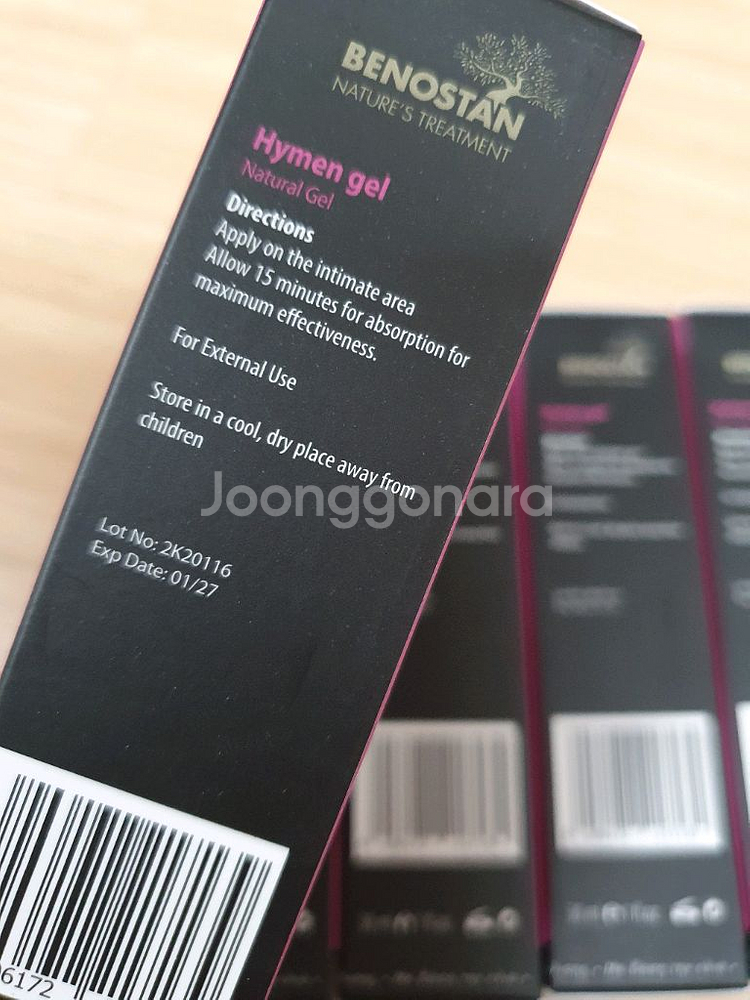 BENOSTAN
NATURE'S TREATMENT
Hymen gel
Natural Gel
Directions
Apply on the intimate area
Allow 15 minutes for absorption for
maximum effectiveness.
For External Use
Store in a cool, dry place away from
children
Joonggonara
Lot No: 2K20116
Exp Date: 01/27
6172